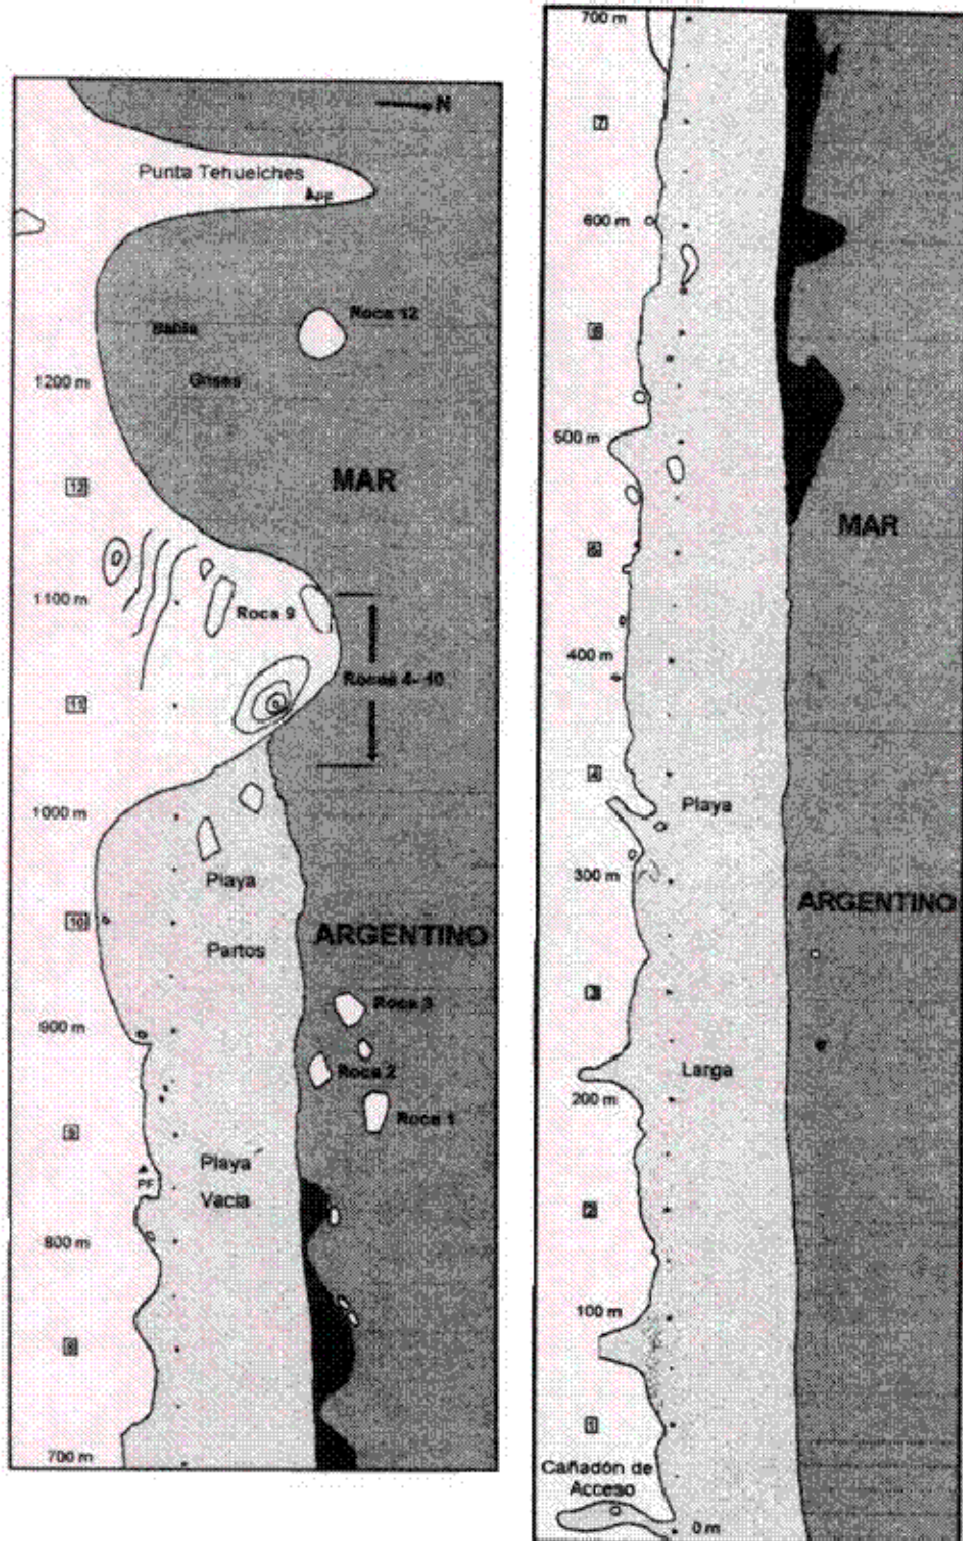 N
Punta Tehuelches
Roca 12
Bahía
Grises
1200 m
MAR
12
1100 m
Roca 9
Rocas 4-10
11
1000 m
Playa
10
Partos
ARGENTINO
Roca 3
900 m
Roca 2
Roca 1
9
Playa
PF
Vacia
800 m
8
700 m
700 m
7
600 m
6
500 m
MAR
5
400 m
4
Playa
300 m
ARGENTINO
3
Larga
200 m
2
100 m
1
Cañadón de
Acceso
0 m